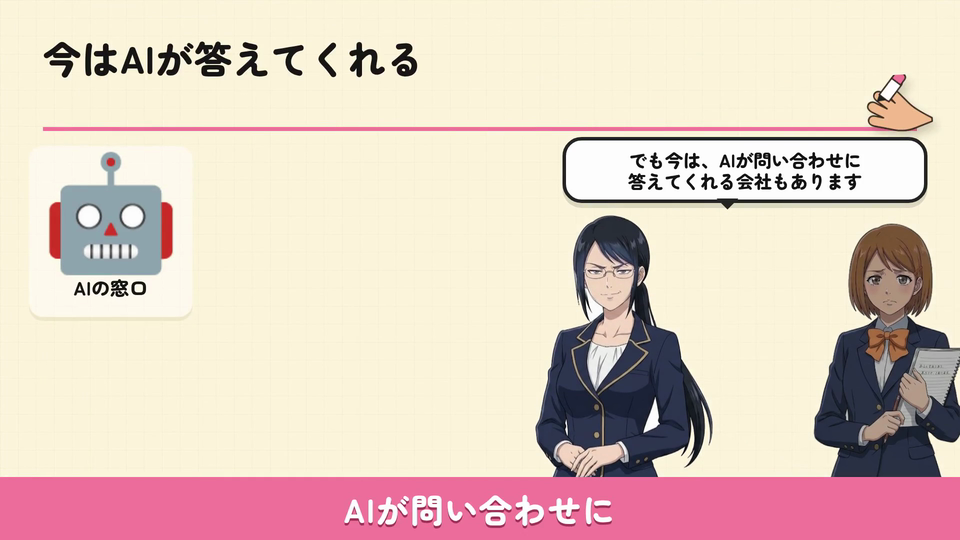 今はAIが答えてくれる
でも今は、AIが問い合わせに
答えてくれる会社もあります
AIの窓口
AIが問い合わせに